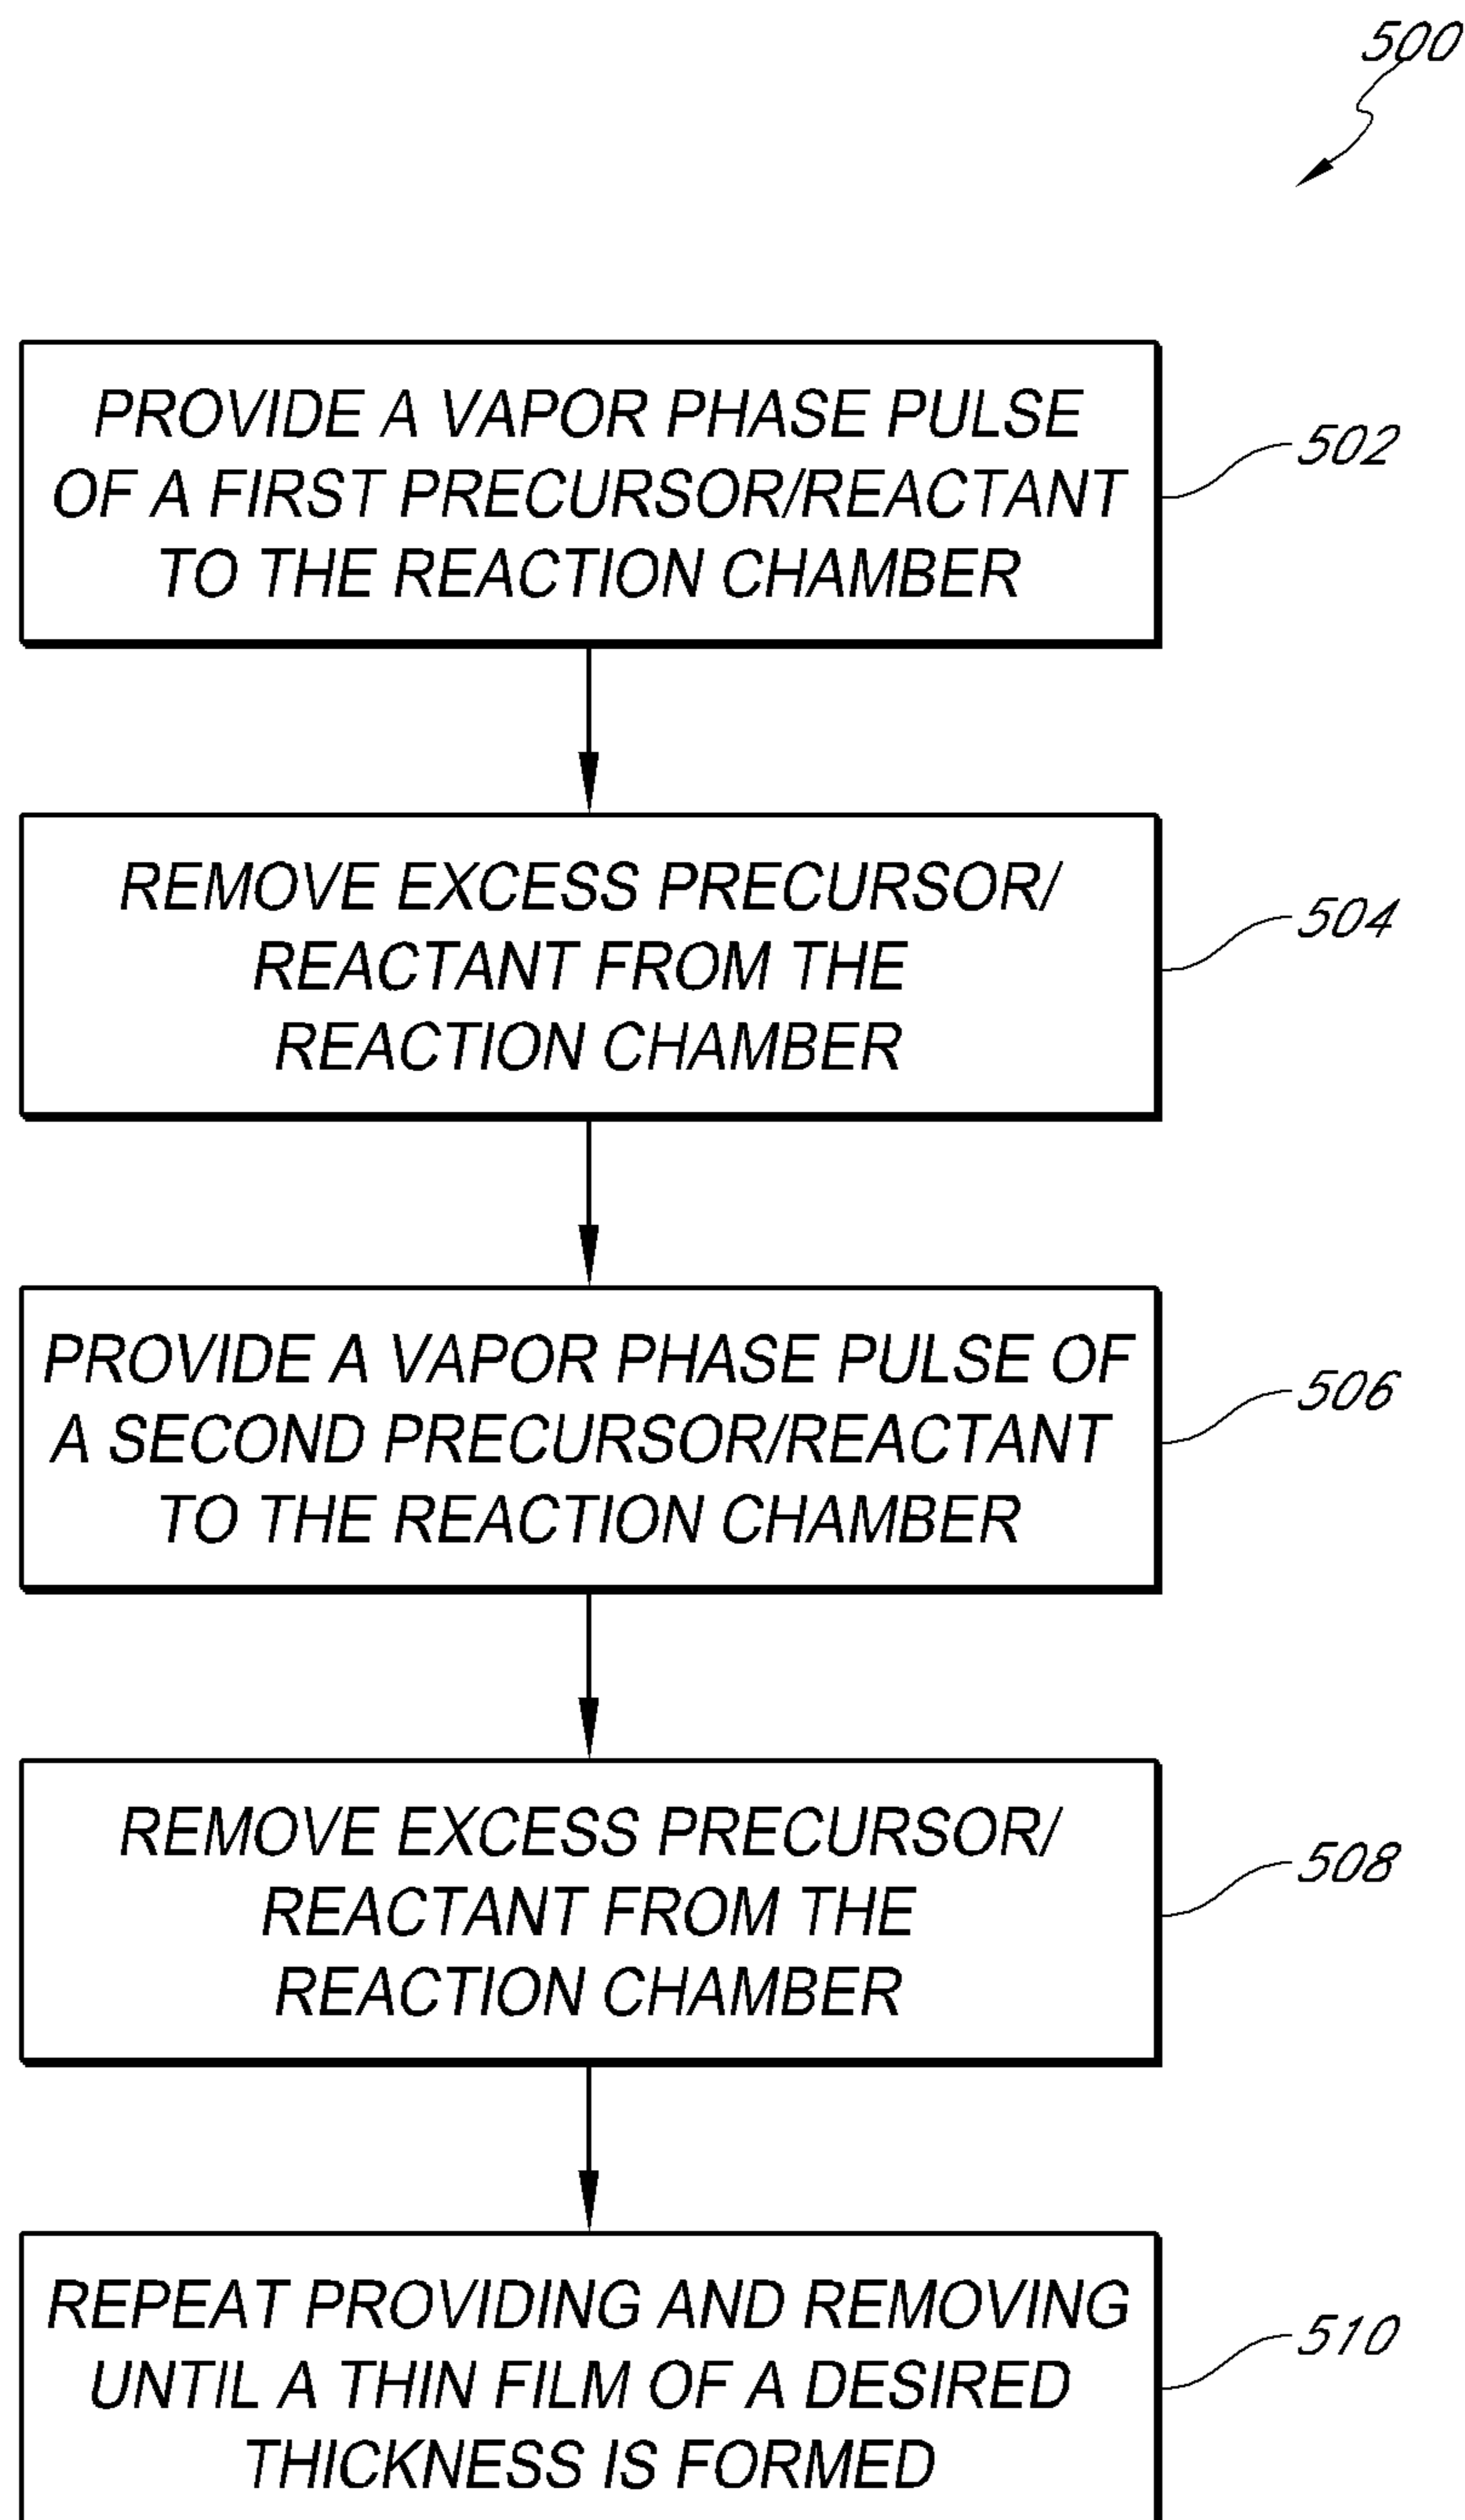 500
PROVIDE A VAPOR PHASE PULSE
OF A FIRST PRECURSOR/REACTANT
TO THE REACTION CHAMBER
502
REMOVE EXCESS PRECURSOR/
REACTANT FROM THE
REACTION CHAMBER
504
PROVIDE A VAPOR PHASE PULSE OF
A SECOND PRECURSOR/REACTANT
TO THE REACTION CHAMBER
506
REMOVE EXCESS PRECURSOR/
REACTANT FROM THE
REACTION CHAMBER
508
REPEAT PROVIDING AND REMOVING
UNTIL A THIN FILM OF A DESIRED
THICKNESS IS FORMED
510